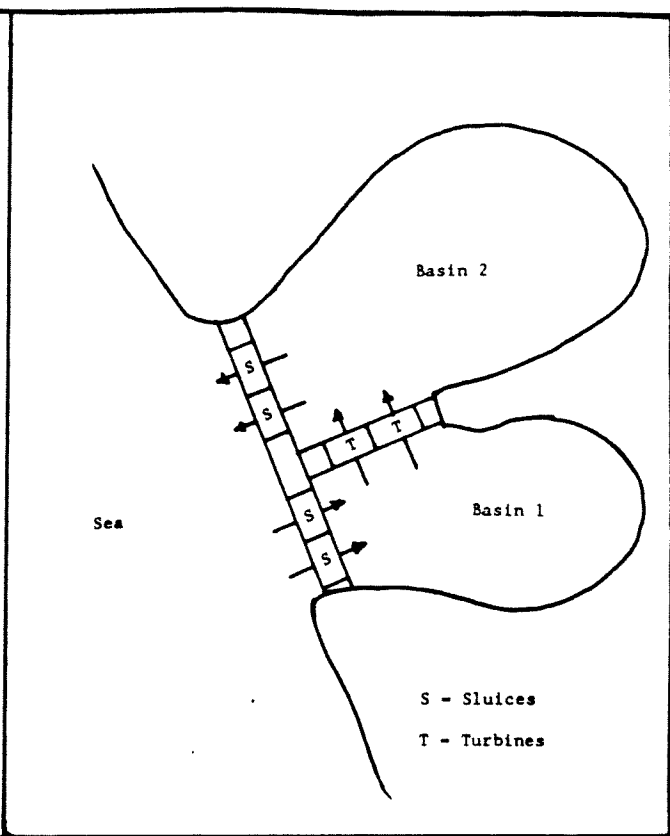 Basin 2
S
S
T T
Sea
S
Basin 1
S
S - Sluices
T - Turbines